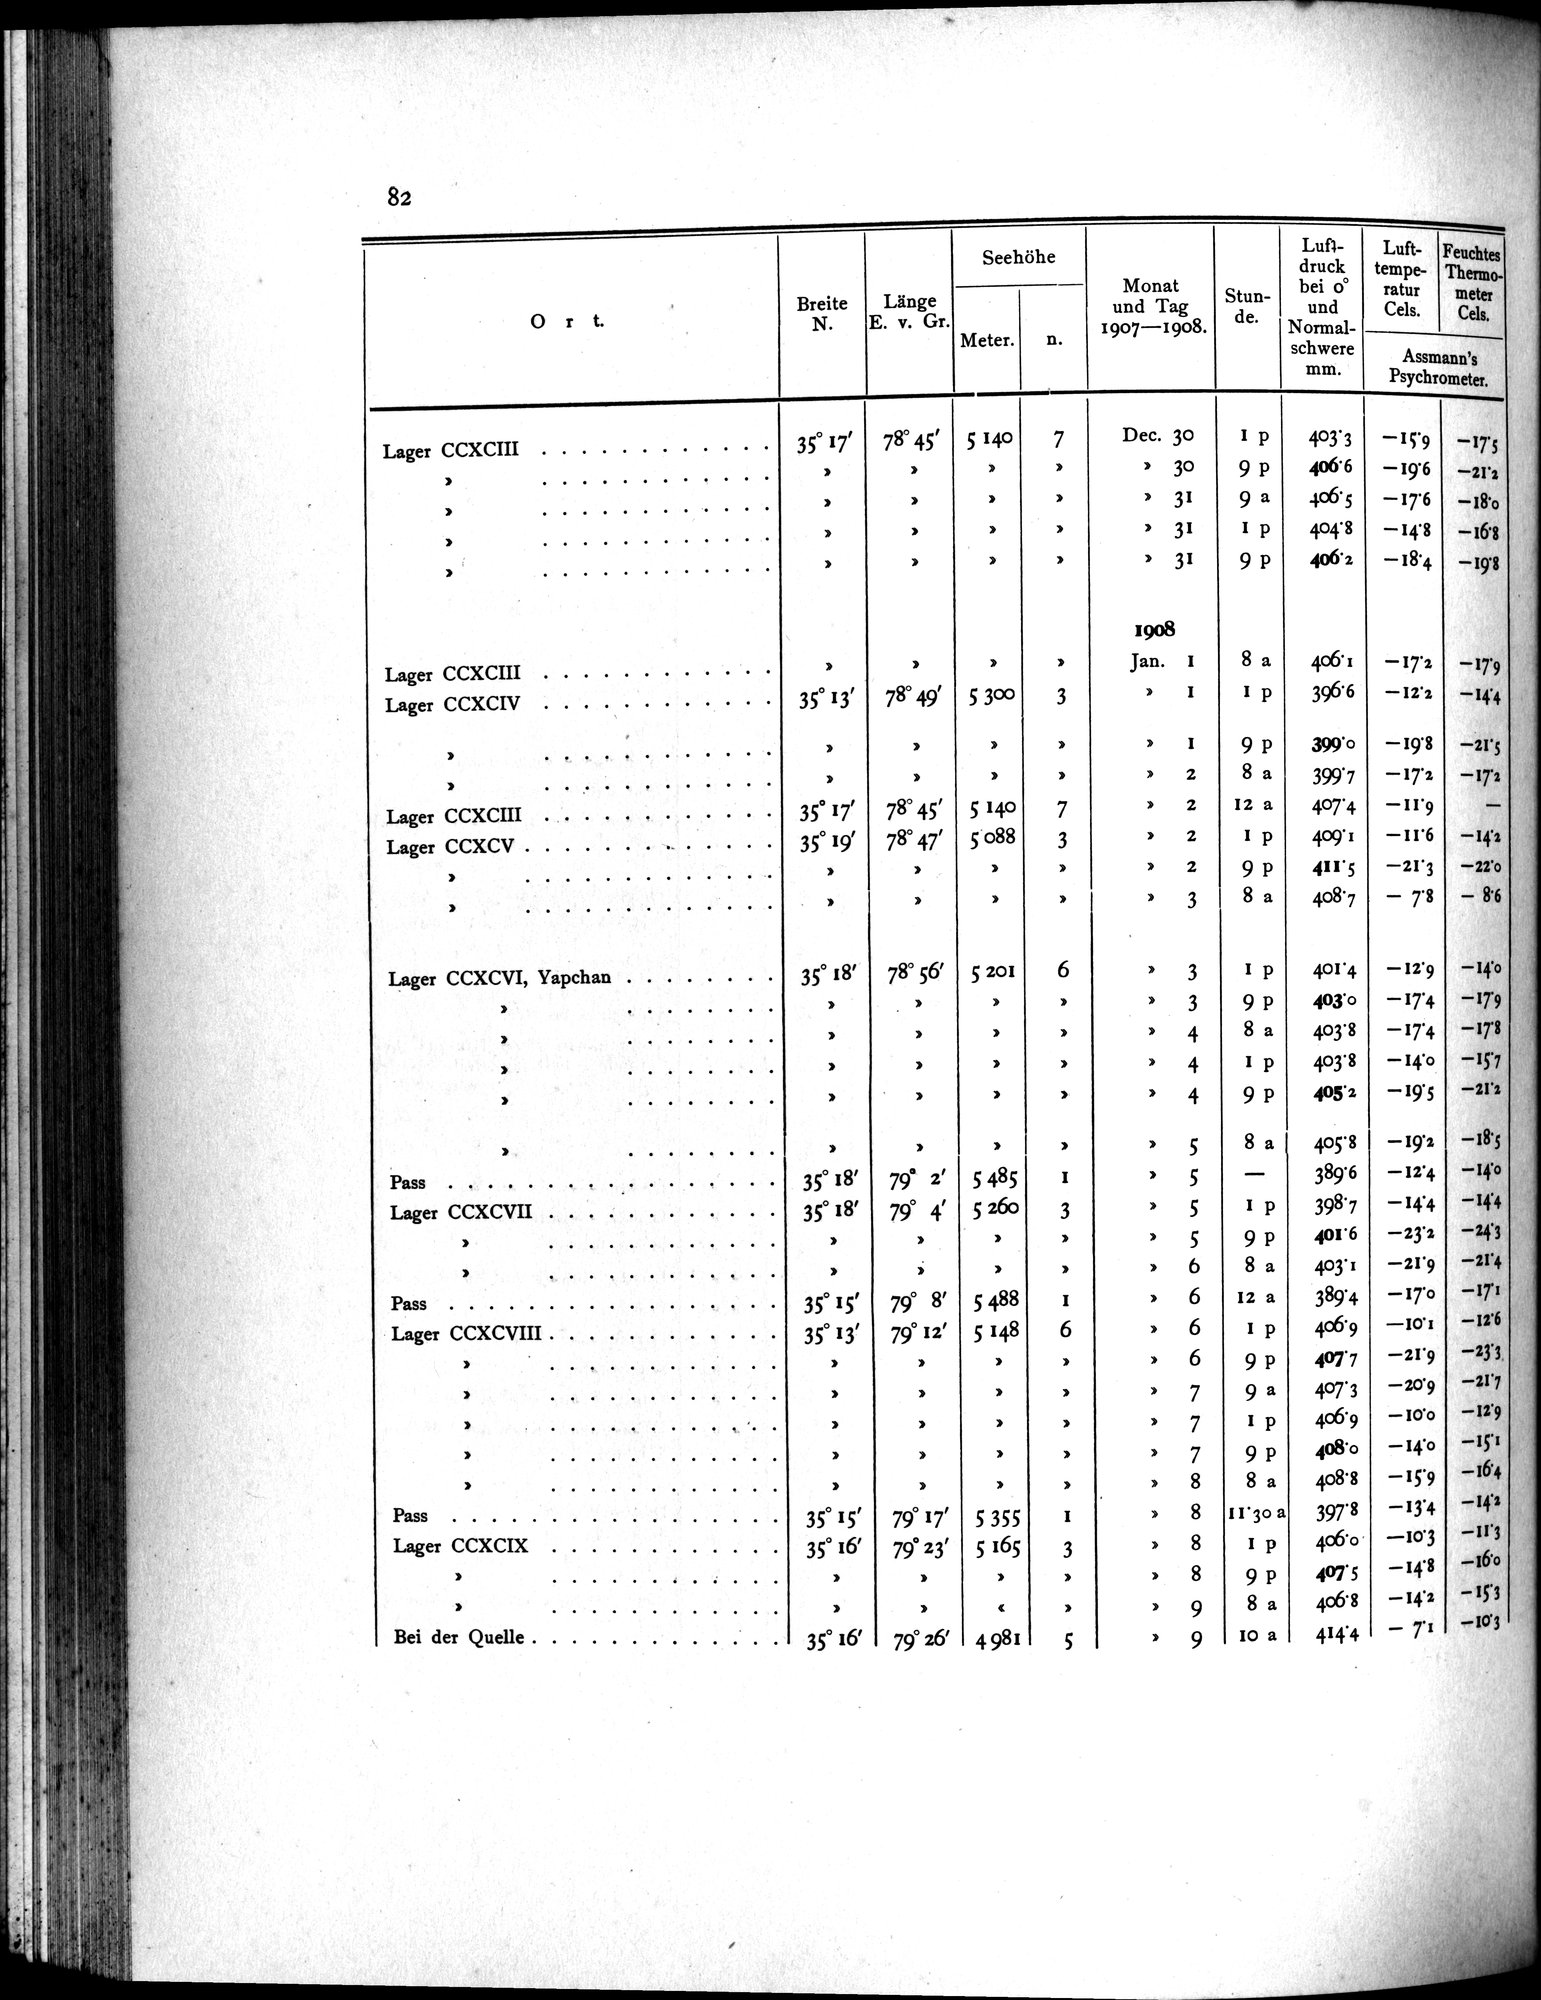 82
O r t. | Breite N. | Länge E. v. Gr. | Seehöhe Meter. | Seehöhe n. | Monat und Tag 1907—1908. | Stun-de. | Luft-druck bei 0° und Normal-schwere mm. | Luft-tempe-ratur Cels. | Feuchtes Thermo-meter Cels. | Assmann's Psychrometer.
Lager CCXCIII . . . . . . . . . . . . 35° 17′ 78° 45′ 5 140 7 Dec. 30 1 p 403·3 —15·9 —17·5
» . . . . . . . . . . . . » » » » » 30 9 p 406·6 —19·6 —21·2
» . . . . . . . . . . . . » » » » » 31 9 a 406·5 —17·6 —18·0
» . . . . . . . . . . . . » » » » » 31 1 p 404·8 —14·8 —16·8
» . . . . . . . . . . . . » » » » » 31 9 p 406·2 —18·4 —19·8
1908
Lager CCXCIII . . . . . . . . . . . . » » » » Jan. 1 8 a 406·1 —17·2 —17·9
Lager CCXCIV . . . . . . . . . . . . 35° 13′ 78° 49′ 5 300 3 » 1 1 p 396·6 —12·2 —14·4
» . . . . . . . . . . . . » » » » » 1 9 p 399·0 —19·8 —21·5
» . . . . . . . . . . . . » » » » » 2 8 a 399·7 —17·2 —17·2
Lager CCXCIII . . . . . . . . . . . . 35° 17′ 78° 45′ 5 140 7 » 2 12 a 407·4 —11·9 —
Lager CCXCV . . . . . . . . . . . . . 35° 19′ 78° 47′ 5 088 3 » 2 1 p 409·1 —11·6 —14·2
» . . . . . . . . . . . . . » » » » » 2 9 p 411·5 —21·3 —22·0
» . . . . . . . . . . . . . » » » » » 3 8 a 408·7 — 7·8 — 8·6
Lager CCXCVI, Yapchan . . . . . . . . 35° 18′ 78° 56′ 5 201 6 » 3 1 p 401·4 —12·9 —14·0
» . . . . . . . . » » » » » 3 9 p 403·0 —17·4 —17·9
» . . . . . . . . » » » » » 4 8 a 403·8 —17·4 —17·8
» . . . . . . . . » » » » » 4 1 p 403·8 —14·0 —15·7
» . . . . . . . . » » » » » 4 9 p 405·2 —19·5 —21·2
» . . . . . . . . » » » » » 5 8 a 405·8 —19·2 —18·5
Pass . . . . . . . . . . . . . . . . . 35° 18′ 79° 2′ 5 485 1 » 5 — 389·6 —12·4 —14·0
Lager CCXCVII . . . . . . . . . . . . 35° 18′ 79° 4′ 5 260 3 » 5 1 p 398·7 —14·4 —14·4
» . . . . . . . . . . . . » » » » » 5 9 p 401·6 —23·2 —24·3
» . . . . . . . . . . . . » » » » » 6 8 a 403·1 —21·9 —21·4
Pass . . . . . . . . . . . . . . . . . 35° 15′ 79° 8′ 5 488 1 » 6 12 a 389·4 —17·0 —17·1
Lager CCXCVIII . . . . . . . . . . . . 35° 13′ 79° 12′ 5 148 6 » 6 1 p 406·9 —10·1 —12·6
» . . . . . . . . . . . . » » » » » 6 9 p 407·7 —21·9 —23·3
» . . . . . . . . . . . . » » » » » 7 9 a 407·3 —20·9 —21·7
» . . . . . . . . . . . . » » » » » 7 1 p 406·9 —10·0 —12·9
» . . . . . . . . . . . . » » » » » 7 9 p 408·0 —14·0 —15·1
» . . . . . . . . . . . . » » » » » 8 8 a 408·8 —15·9 —16·4
Pass . . . . . . . . . . . . . . . . . 35° 15′ 79° 17′ 5 355 1 » 8 11·30 a 397·8 —13·4 —14·2
Lager CCXCIX . . . . . . . . . . . . 35° 16′ 79° 23′ 5 165 3 » 8 1 p 406·0 —10·3 —11·3
» . . . . . . . . . . . . » » » » » 8 9 p 407·5 —14·8 —16·0
» . . . . . . . . . . . . » » « » » 9 8 a 406·8 —14·2 —15·3
Bei der Quelle . . . . . . . . . . . . . 35° 16′ 79° 26′ 4 981 5 » 9 10 a 414·4 — 7·1 —10·3